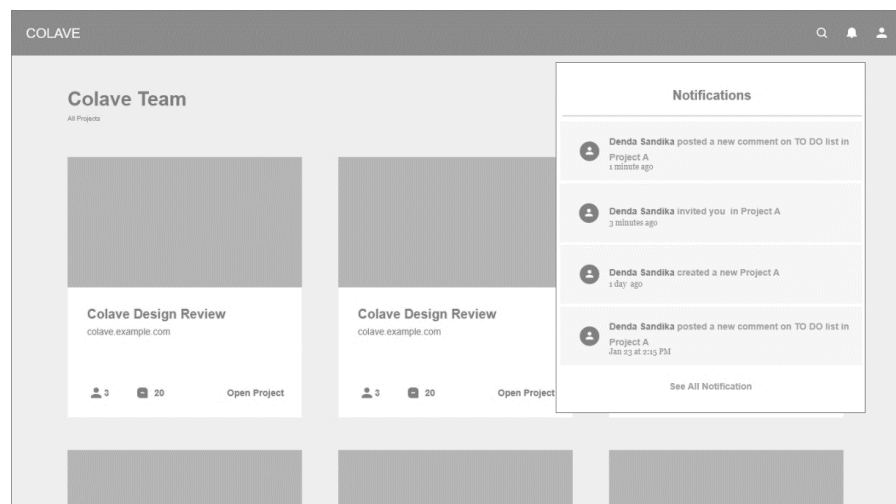 COLAVE
Colave Team
All Projects
Colave Design Review
colave.example.com
3
20
Open Project
Colave Design Review
colave.example.com
3
20
Open Project
Notifications
Denda Sandika posted a new comment on TO DO list in
Project A
1 minute ago
Denda Sandika invited you in Project A
3 minutes ago
Denda Sandika created a new Project A
1 day ago
Denda Sandika posted a new comment on TO DO list in
Project A
Jan 23 at 2:15 PM
See All Notification